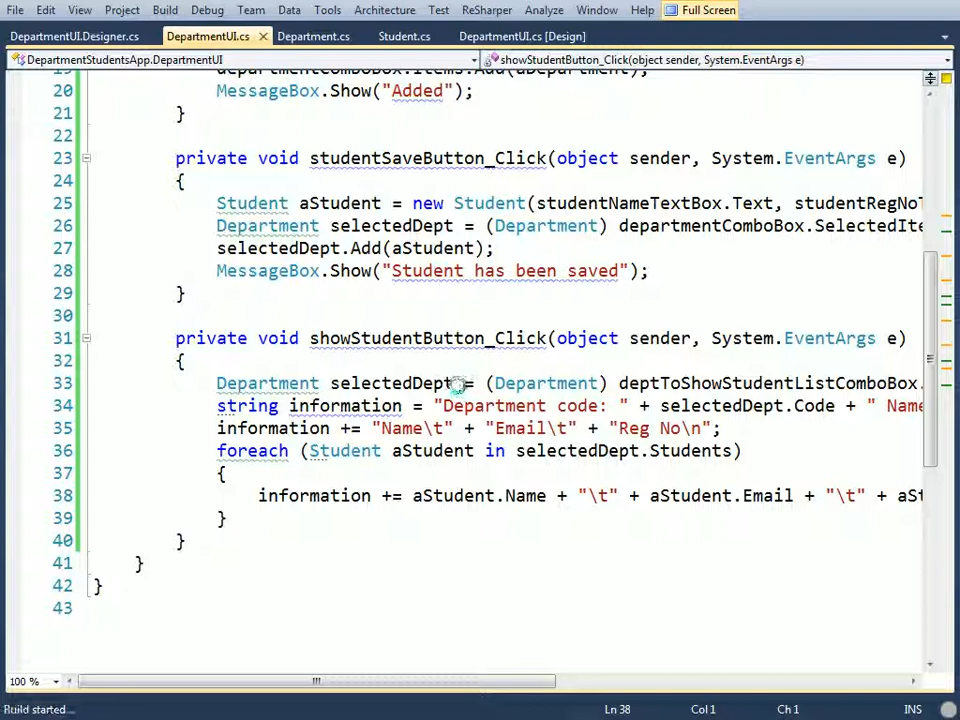 File Edit View Project Build Debug Team Data Tools Architecture Test ReSharper Analyze Window Help Full Screen
DepartmentUI.Designer.cs DepartmentUI.cs Department.cs Student.cs DepartmentUI.cs [Design]
DepartmentStudentsApp.DepartmentUI showStudentButton_Click(object sender, System.EventArgs e)
19 departmentComboBox.Items.Add(aDepartment);
20 MessageBox.Show("Added");
21 }
22
23 private void studentSaveButton_Click(object sender, System.EventArgs e)
24 {
25 Student aStudent = new Student(studentNameTextBox.Text, studentRegNoT
26 Department selectedDept = (Department) departmentComboBox.SelectedIte
27 selectedDept.Add(aStudent);
28 MessageBox.Show("Student has been saved");
29 }
30
31 private void showStudentButton_Click(object sender, System.EventArgs e)
32 {
33 Department selectedDept = (Department) deptToShowStudentListComboBox.
34 string information = "Department code: " + selectedDept.Code + " Name
35 information += "Name\t" + "Email\t" + "Reg No\n";
36 foreach (Student aStudent in selectedDept.Students)
37 {
38 information += aStudent.Name + "\t" + aStudent.Email + "\t" + aSt
39 }
40 }
41 }
42 }
43
100 %
Build started... Ln 38 Col 1 Ch 1 INS